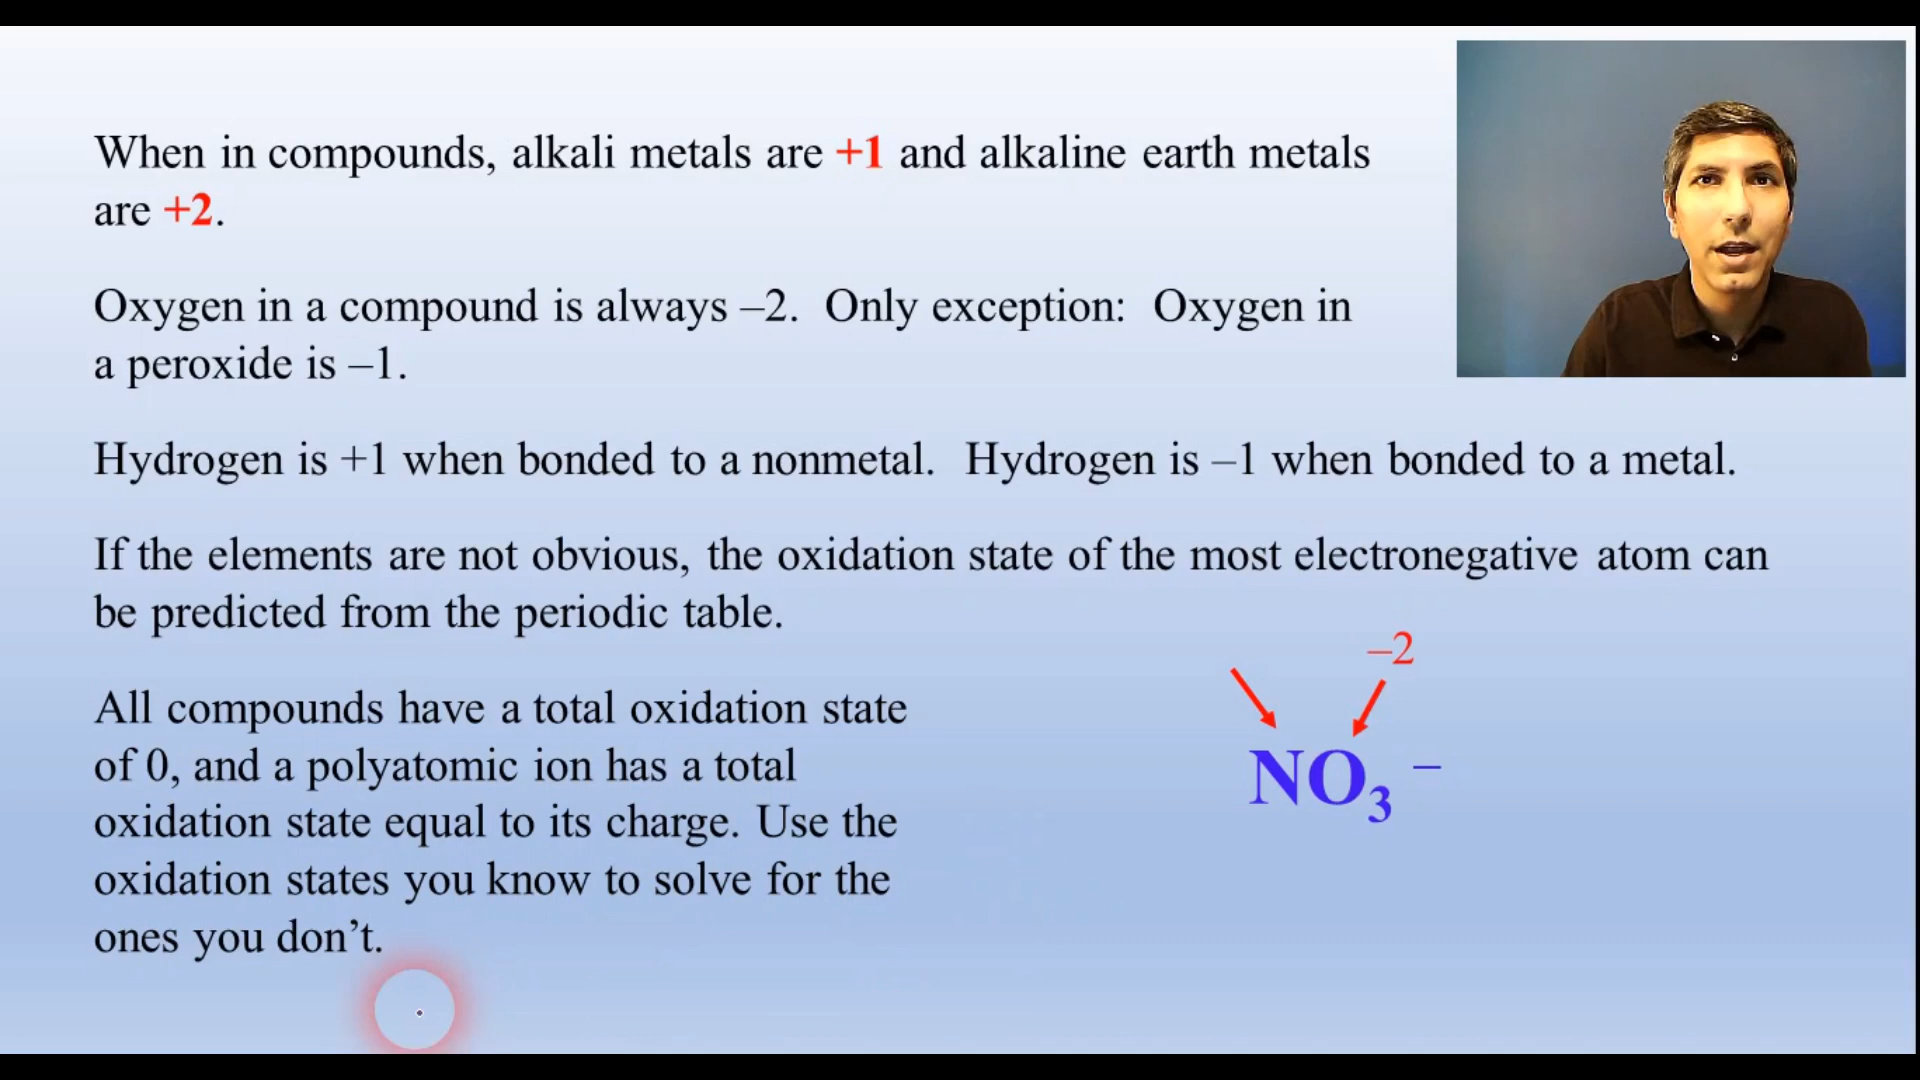 When in compounds, alkali metals are +1 and alkaline earth metals
are +2.
Oxygen in a compound is always –2. Only exception: Oxygen in
a peroxide is –1.
Hydrogen is +1 when bonded to a nonmetal. Hydrogen is –1 when bonded to a metal.
If the elements are not obvious, the oxidation state of the most electronegative atom can
be predicted from the periodic table.
All compounds have a total oxidation state
of 0, and a polyatomic ion has a total
oxidation state equal to its charge. Use the
oxidation states you know to solve for the
ones you don’t.
–2
NO₃ –